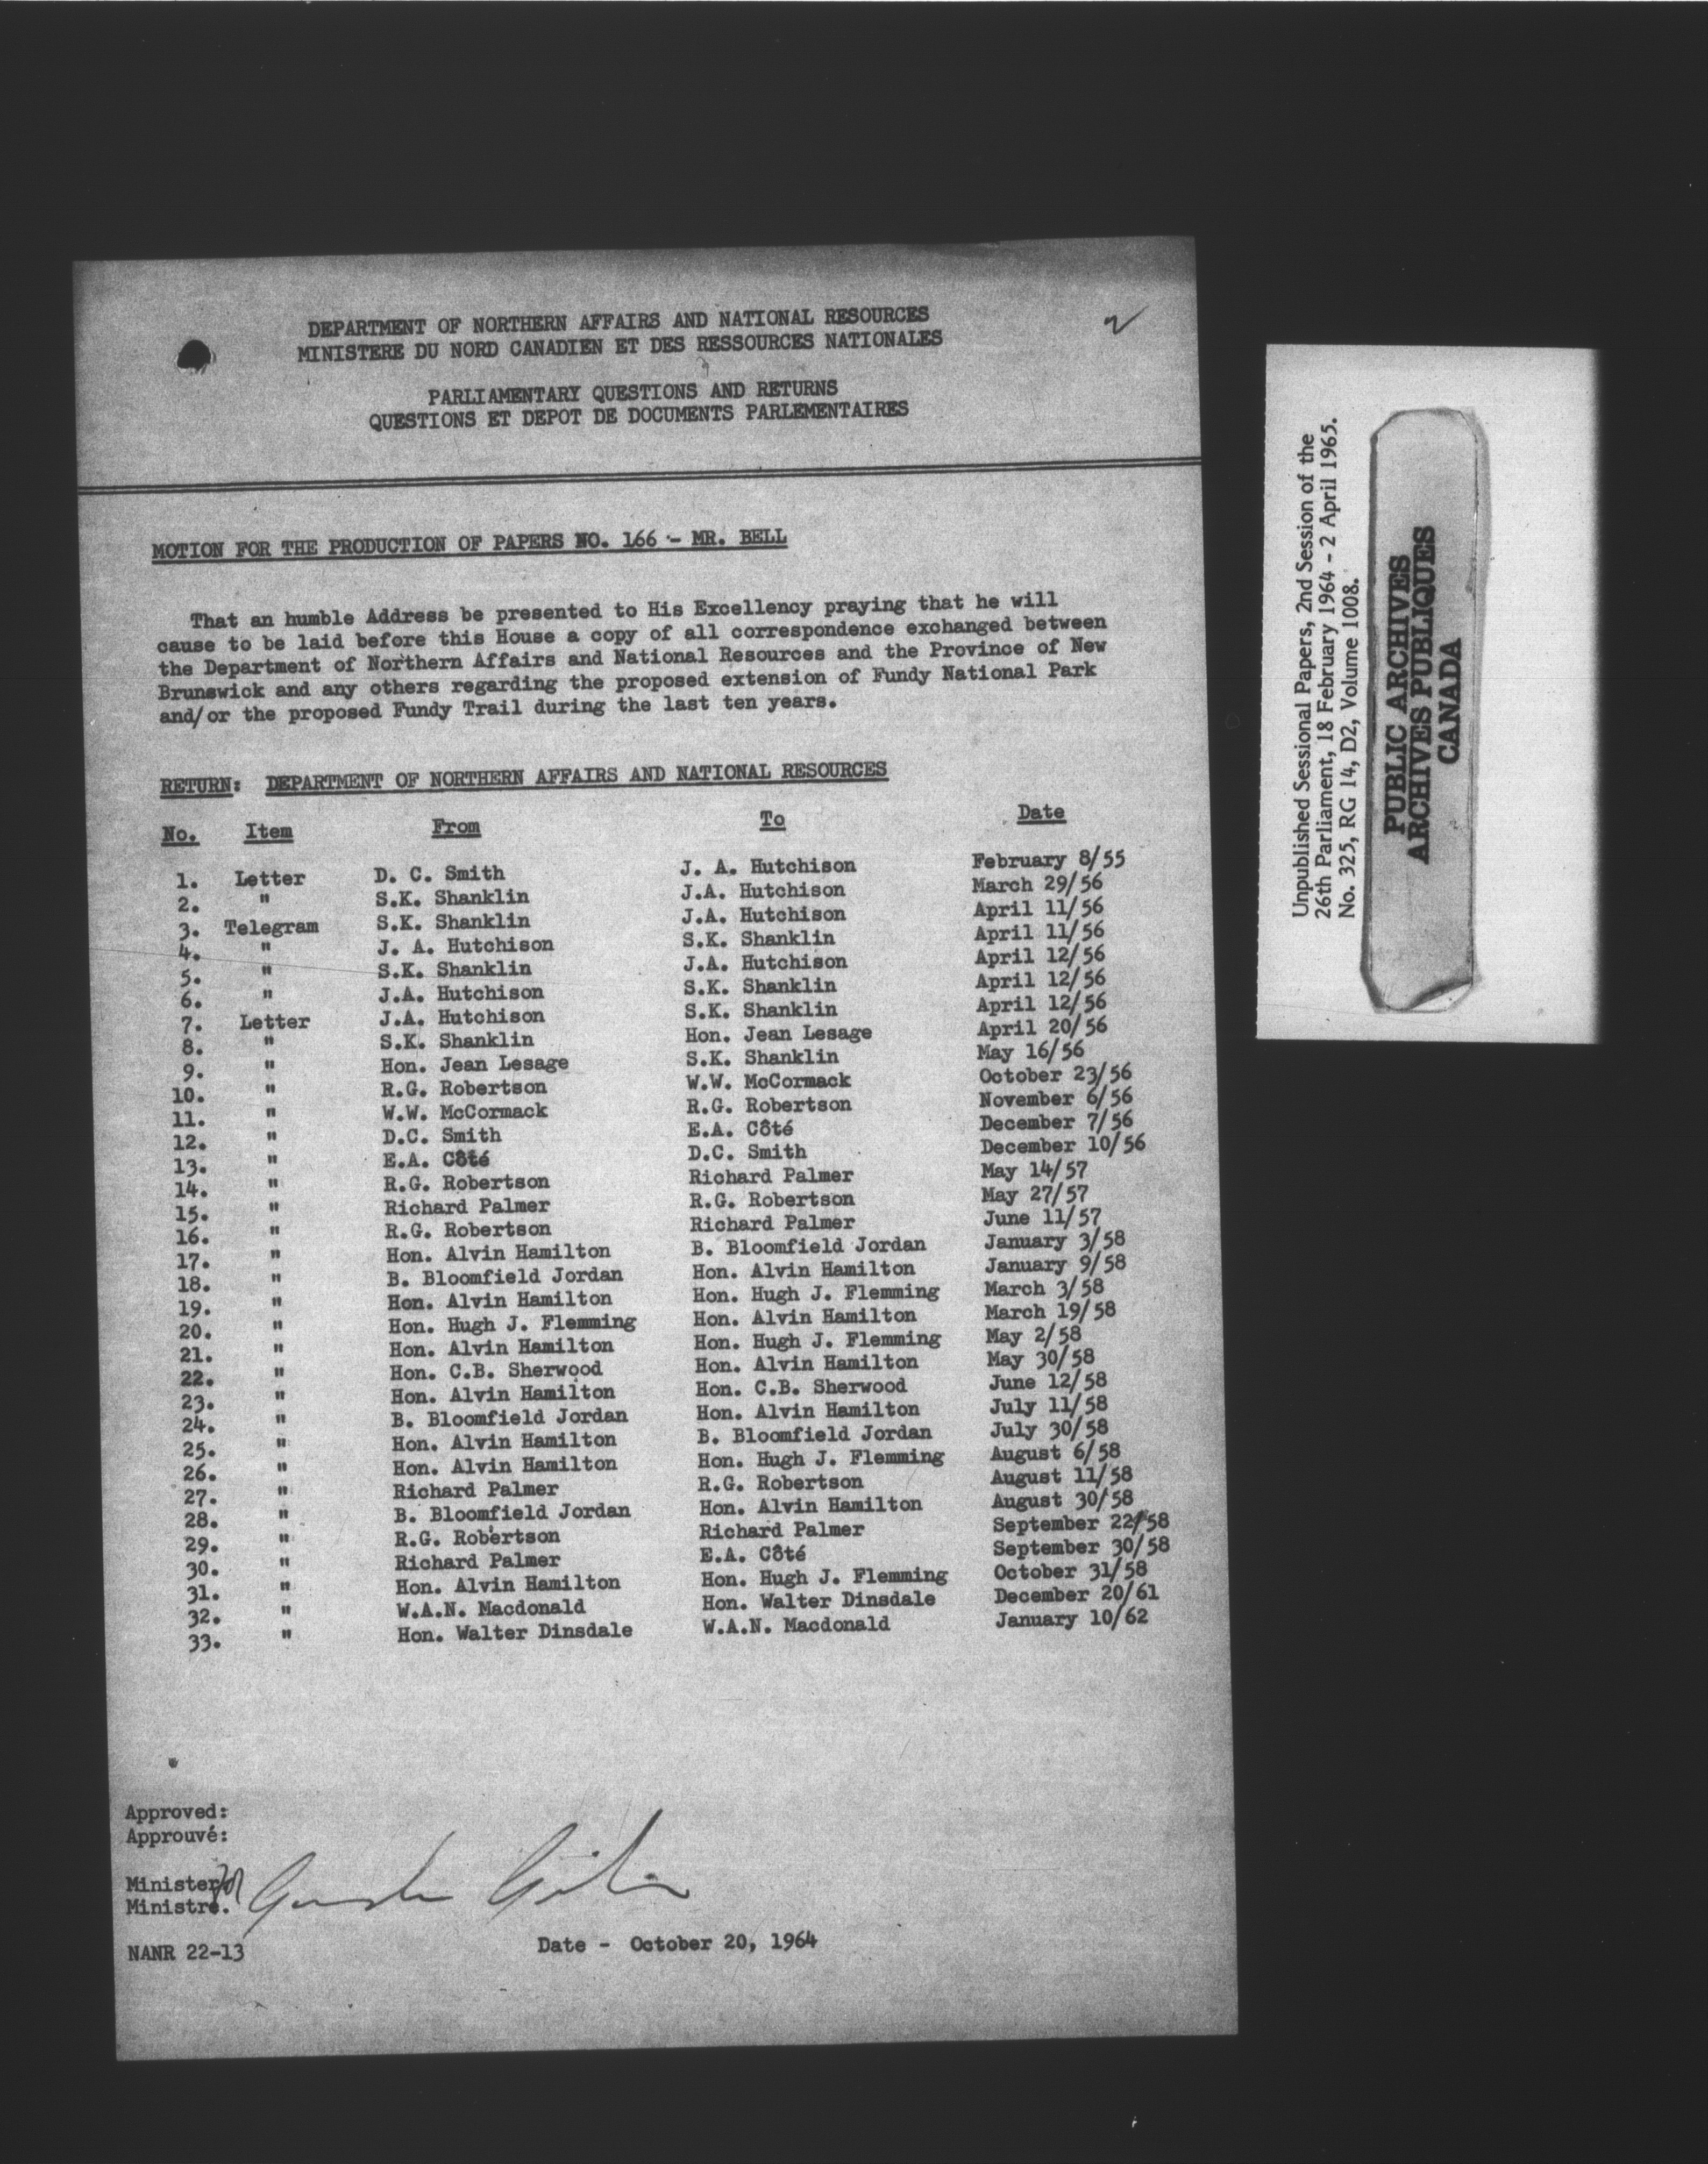 DEPARTMENT OF NORTHERN AFFAIRS AND NATIONAL RESOURCES
MINISTERE DU NORD CANADIEN ET DES RESSOURCES NATIONALES
2
PARLIAMENTARY QUESTIONS AND RETURNS
QUESTIONS ET DEPOT DE DOCUMENTS PARLEMENTAIRES
MOTION FOR THE PRODUCTION OF PAPERS NO. 166 - MR. BELL
That an humble Address be presented to His Excellency praying that he will
cause to be laid before this House a copy of all correspondence exchanged between
the Department of Northern Affairs and National Resources and the Province of New
Brunswick and any others regarding the proposed extension of Fundy National Park
and/or the proposed Fundy Trail during the last ten years.
RETURN: DEPARTMENT OF NORTHERN AFFAIRS AND NATIONAL RESOURCES
No. Item From To Date
1. Letter D. C. Smith J. A. Hutchison February 8/55
2. " S.K. Shanklin J.A. Hutchison March 29/56
3. Telegram S.K. Shanklin J.A. Hutchison April 11/56
4. " J. A. Hutchison S.K. Shanklin April 11/56
5. " S.K. Shanklin J.A. Hutchison April 12/56
6. " J.A. Hutchison S.K. Shanklin April 12/56
7. Letter J.A. Hutchison S.K. Shanklin April 12/56
8. " S.K. Shanklin Hon. Jean Lesage April 20/56
9. " Hon. Jean Lesage S.K. Shanklin May 16/56
10. " R.G. Robertson W.W. McCormack October 23/56
11. " W.W. McCormack R.G. Robertson November 6/56
12. " D.C. Smith E.A. Côté December 7/56
13. " E.A. Côté D.C. Smith December 10/56
14. " R.G. Robertson Richard Palmer May 14/57
15. " Richard Palmer R.G. Robertson May 27/57
16. " R.G. Robertson Richard Palmer June 11/57
17. " Hon. Alvin Hamilton B. Bloomfield Jordan January 3/58
18. " B. Bloomfield Jordan Hon. Alvin Hamilton January 9/58
19. " Hon. Alvin Hamilton Hon. Hugh J. Flemming March 3/58
20. " Hon. Hugh J. Flemming Hon. Alvin Hamilton March 19/58
21. " Hon. Alvin Hamilton Hon. Hugh J. Flemming May 2/58
22. " Hon. C.B. Sherwood Hon. Alvin Hamilton May 30/58
23. " Hon. Alvin Hamilton Hon. C.B. Sherwood June 12/58
24. " B. Bloomfield Jordan Hon. Alvin Hamilton July 11/58
25. " Hon. Alvin Hamilton B. Bloomfield Jordan July 30/58
26. " Hon. Alvin Hamilton Hon. Hugh J. Flemming August 6/58
27. " Richard Palmer R.G. Robertson August 11/58
28. " B. Bloomfield Jordan Hon. Alvin Hamilton August 30/58
29. " R.G. Robertson Richard Palmer September 22/58
30. " Richard Palmer E.A. Côté September 30/58
31. " Hon. Alvin Hamilton Hon. Hugh J. Flemming October 31/58
32. " W.A.N. Macdonald Hon. Walter Dinsdale December 20/61
33. " Hon. Walter Dinsdale W.A.N. Macdonald January 10/62
Approved:
Approuvé:
Minister
Ministre.
NANR 22-13
Date - October 20, 1964
Unpublished Sessional Papers, 2nd Session of the
26th Parliament, 18 February 1964 - 2 April 1965.
No. 325, RG 14, D2, Volume 1008.
PUBLIC ARCHIVES
ARCHIVES PUBLIQUES
CANADA